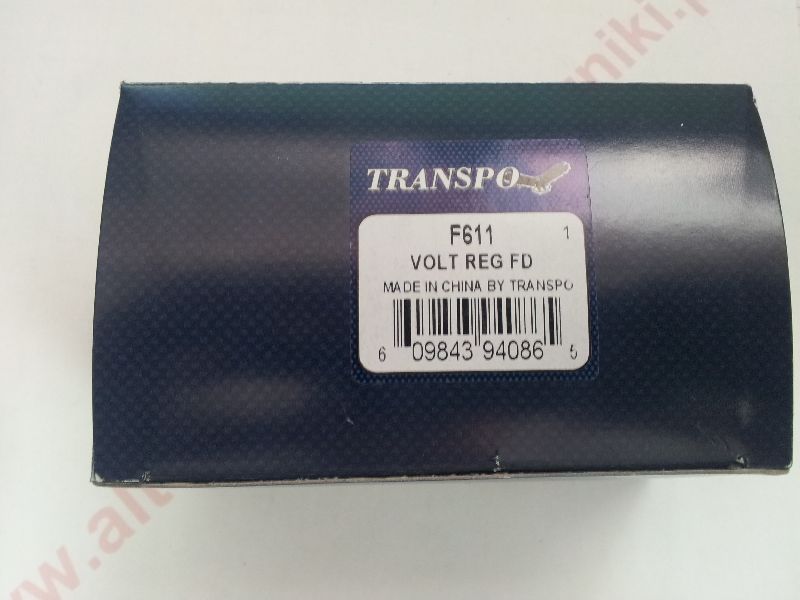 TRANSPO
F611 1
VOLT REG FD
MADE IN CHINA BY TRANSPO
6 09843 94086 5